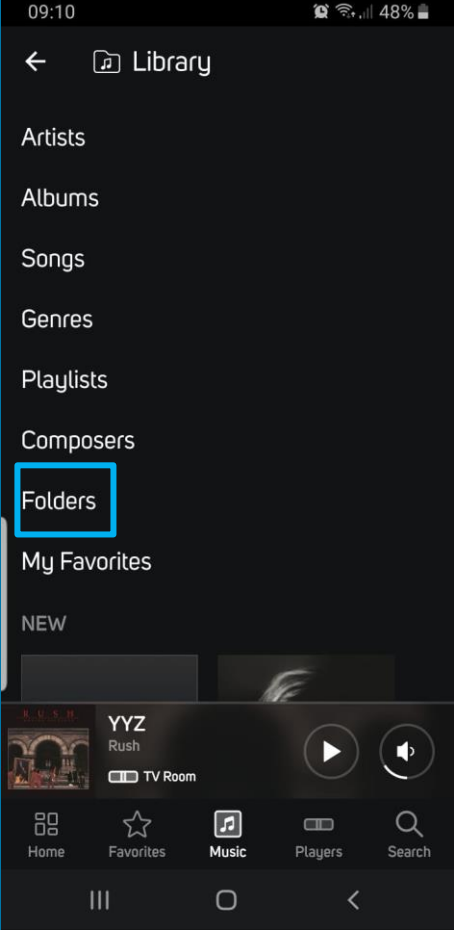 09:10 48%
Library
Artists
Albums
Songs
Genres
Playlists
Composers
Folders
My Favorites
NEW
RUSH
YYZ
Rush
TV Room
Home Favorites Music Players Search